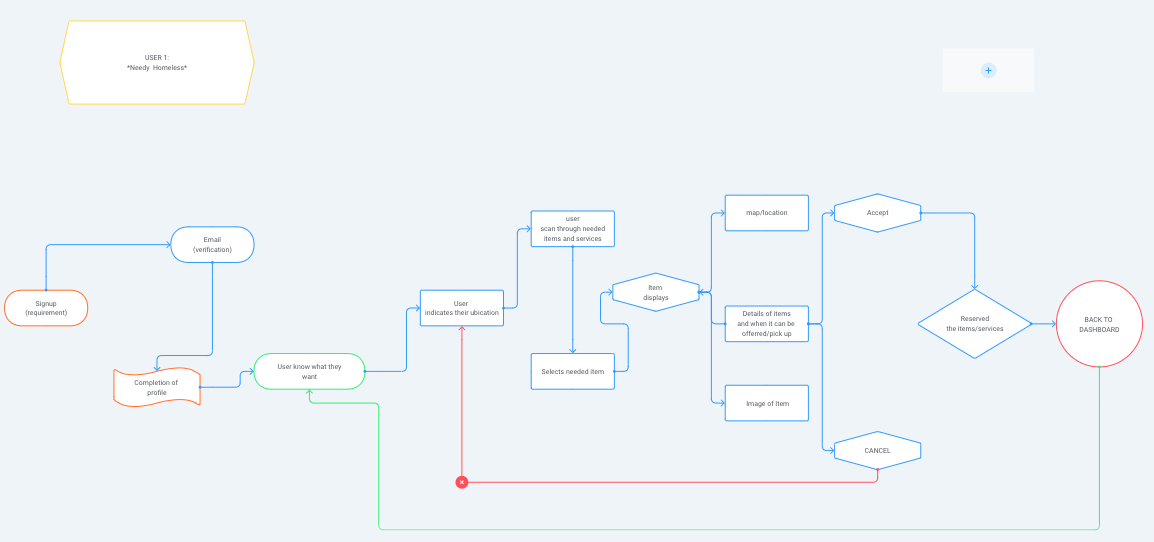 USER 1:
*Needy Homeless*
Email
(verification)
Signup
(requirement)
Completion of
profile
User know what they
want
User
indicates their ubication
user
scan through needed
items and services
Selects needed item
Item
displays
map/location
Details of items
and when it can be
offerred/pick up
Image of Item
Accept
CANCEL
Reserved
the items/services
BACK TO
DASHBOARD